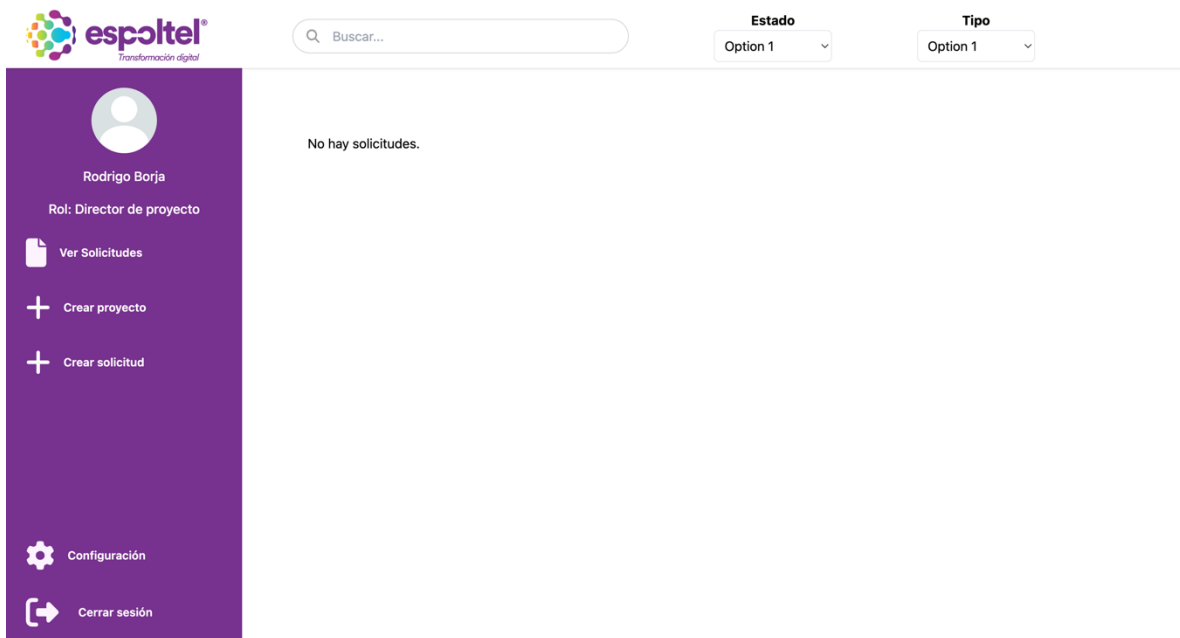 espoltel®
Transformación digital
Buscar...
Estado
Option 1
Tipo
Option 1
Rodrigo Borja
Rol: Director de proyecto
Ver Solicitudes
Crear proyecto
Crear solicitud
Configuración
Cerrar sesión
No hay solicitudes.